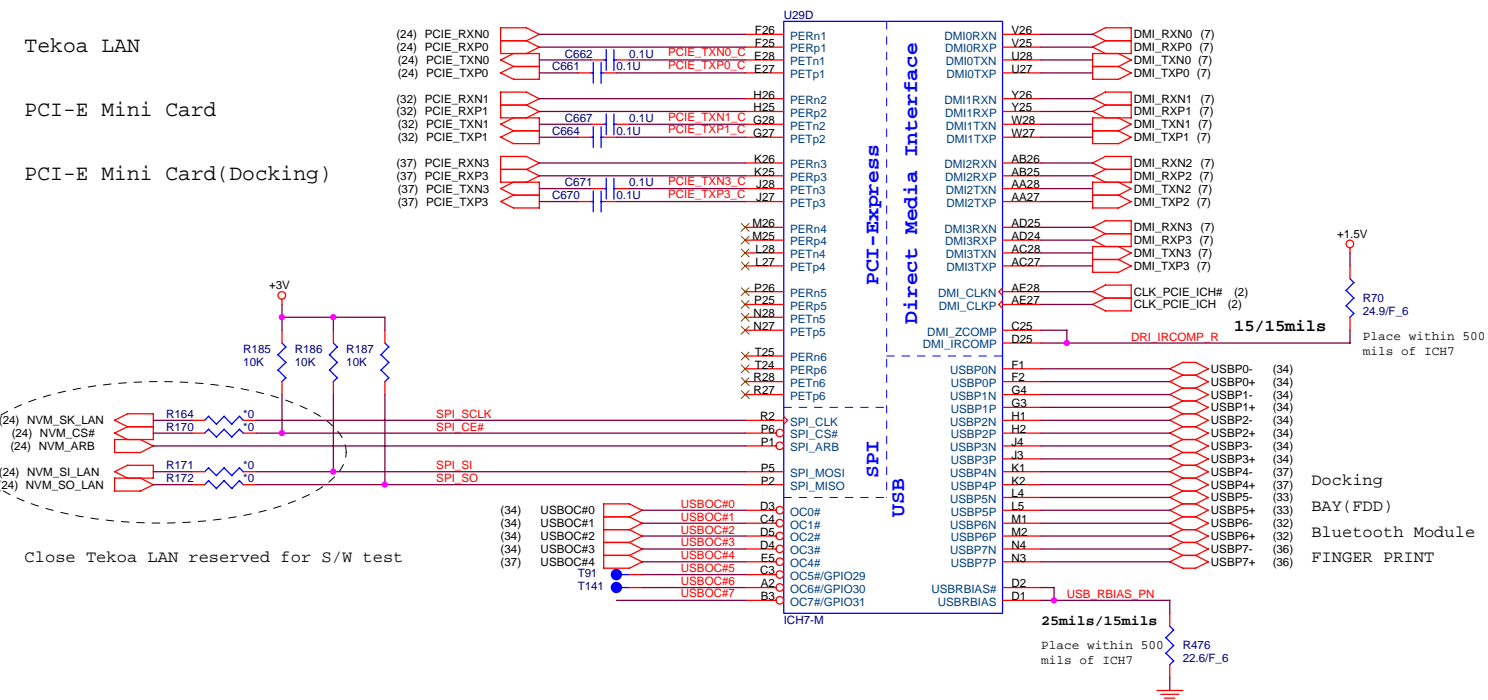 U29D
Tekoa LAN
(24) PCIE_RXN0 F26 PERn1
(24) PCIE_RXP0 F25 PERp1
(24) PCIE_TXN0 C662 0.1U PCIE_TXN0_C E28 PETn1
(24) PCIE_TXP0 C661 0.1U PCIE_TXP0_C E27 PETp1
PCI-E Mini Card
(32) PCIE_RXN1 H26 PERn2
(32) PCIE_RXP1 H25 PERp2
(32) PCIE_TXN1 C667 0.1U PCIE_TXN1_C G28 PETn2
(32) PCIE_TXP1 C664 0.1U PCIE_TXP1_C G27 PETp2
PCI-E Mini Card(Docking)
(37) PCIE_RXN3 K26 PERn3
(37) PCIE_RXP3 K25 PERp3
(37) PCIE_TXN3 C671 0.1U PCIE_TXN3_C J28 PETn3
(37) PCIE_TXP3 C670 0.1U PCIE_TXP3_C J27 PETp3
M26 PERn4
M25 PERp4
L28 PETn4
L27 PETp4
P26 PERn5
P25 PERp5
N28 PETn5
N27 PETp5
T25 PERn6
T24 PERp6
R28 PETn6
R27 PETp6
PCI-Express
Direct Media Interface
DMI0RXN V26 DMI_RXN0 (7)
DMI0RXP V25 DMI_RXP0 (7)
DMI0TXN U28 DMI_TXN0 (7)
DMI0TXP U27 DMI_TXP0 (7)
DMI1RXN Y26 DMI_RXN1 (7)
DMI1RXP Y25 DMI_RXP1 (7)
DMI1TXN W28 DMI_TXN1 (7)
DMI1TXP W27 DMI_TXP1 (7)
DMI2RXN AB26 DMI_RXN2 (7)
DMI2RXP AB25 DMI_RXP2 (7)
DMI2TXN AA28 DMI_TXN2 (7)
DMI2TXP AA27 DMI_TXP2 (7)
DMI3RXN AD25 DMI_RXN3 (7)
DMI3RXP AD24 DMI_RXP3 (7)
DMI3TXN AC28 DMI_TXN3 (7)
DMI3TXP AC27 DMI_TXP3 (7)
DMI_CLKN AE28 CLK_PCIE_ICH# (2)
DMI_CLKP AE27 CLK_PCIE_ICH (2)
DMI_ZCOMP C25
DMI_IRCOMP D25 DRI_IRCOMP_R
15/15mils
+1.5V
R70
24.9/F_6
Place within 500
mils of ICH7
+3V
R185 R186 R187
10K 10K 10K
(24) NVM_SK_LAN R164 *0 SPI_SCLK R2 SPI_CLK
(24) NVM_CS# R170 *0 SPI_CE# P6 SPI_CS#
(24) NVM_ARB P1 SPI_ARB
(24) NVM_SI_LAN R171 *0 SPI_SI P5 SPI_MOSI
(24) NVM_SO_LAN R172 *0 SPI_SO P2 SPI_MISO
Close Tekoa LAN reserved for S/W test
SPI
USB
(34) USBOC#0 USBOC#0 D3 OC0#
(34) USBOC#1 USBOC#1 C4 OC1#
(34) USBOC#2 USBOC#2 D5 OC2#
(34) USBOC#3 USBOC#3 D4 OC3#
(37) USBOC#4 USBOC#4 E5 OC4#
T91 USBOC#5 C3 OC5#/GPIO29
T141 USBOC#6 A2 OC6#/GPIO30
USBOC#7 B3 OC7#/GPIO31
USBP0N F1 USBP0- (34)
USBP0P F2 USBP0+ (34)
USBP1N G4 USBP1- (34)
USBP1P G3 USBP1+ (34)
USBP2N H1 USBP2- (34)
USBP2P H2 USBP2+ (34)
USBP3N J4 USBP3- (34)
USBP3P J3 USBP3+ (34)
USBP4N K1 USBP4- (37)
USBP4P K2 USBP4+ (37) Docking
USBP5N L4 USBP5- (33)
USBP5P L5 USBP5+ (33) BAY(FDD)
USBP6N M1 USBP6- (32)
USBP6P M2 USBP6+ (32) Bluetooth Module
USBP7N N4 USBP7- (36)
USBP7P N3 USBP7+ (36) FINGER PRINT
USBRBIAS# D2
USBRBIAS D1 USB_RBIAS_PN
ICH7-M
25mils/15mils
Place within 500
mils of ICH7
R476
22.6/F_6